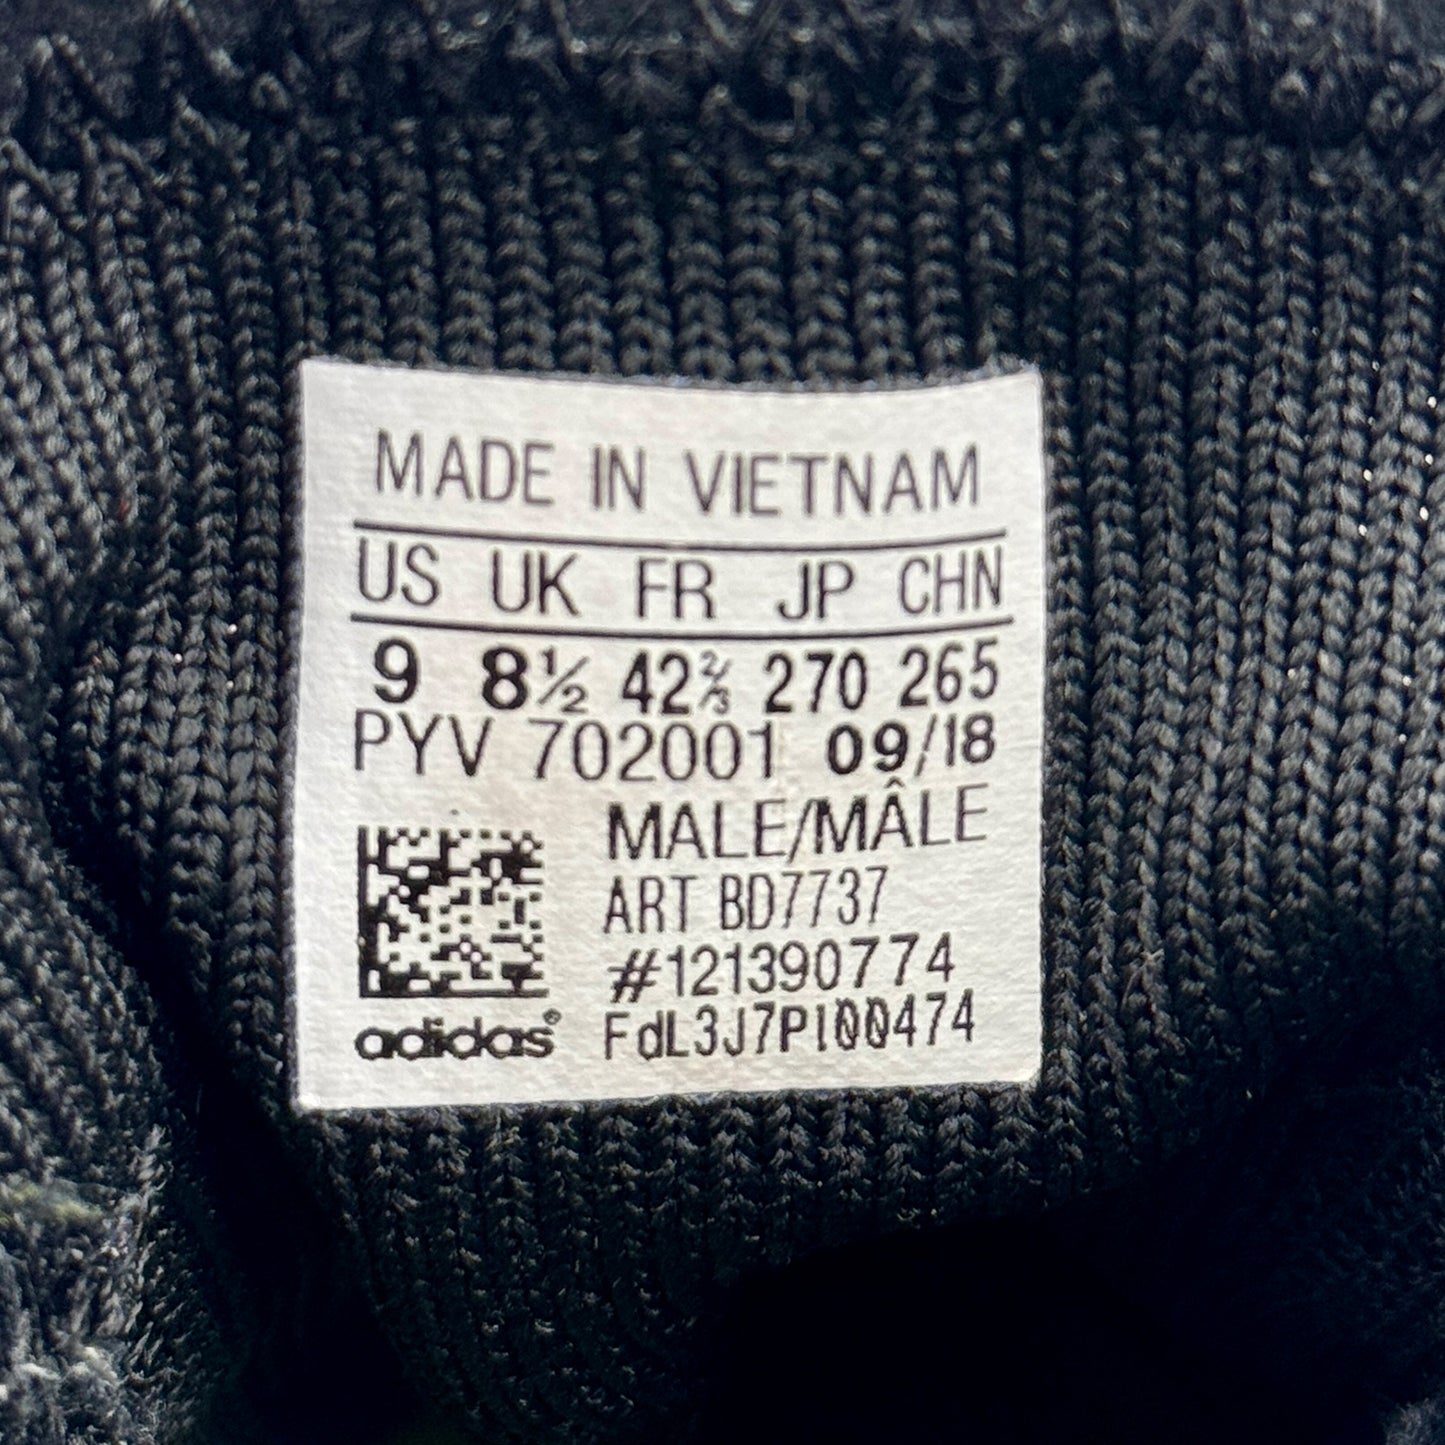 MADE IN VIETNAM
US UK FR JP CHN
9 8½ 42⅔ 270 265
PYV 702001 09/18
MALE/MÂLE
ART BD7737
#121390774
adidas® FdL3J7PI00474